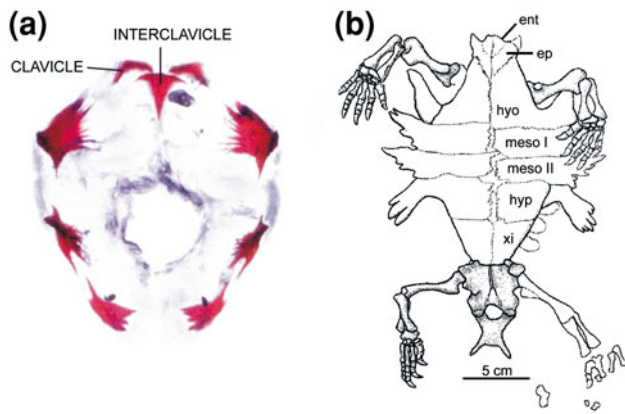 (a)
INTERCLAVICLE
CLAVICLE
(b)
ent
ep
hyo
meso I
meso II
hyp
xi
5 cm